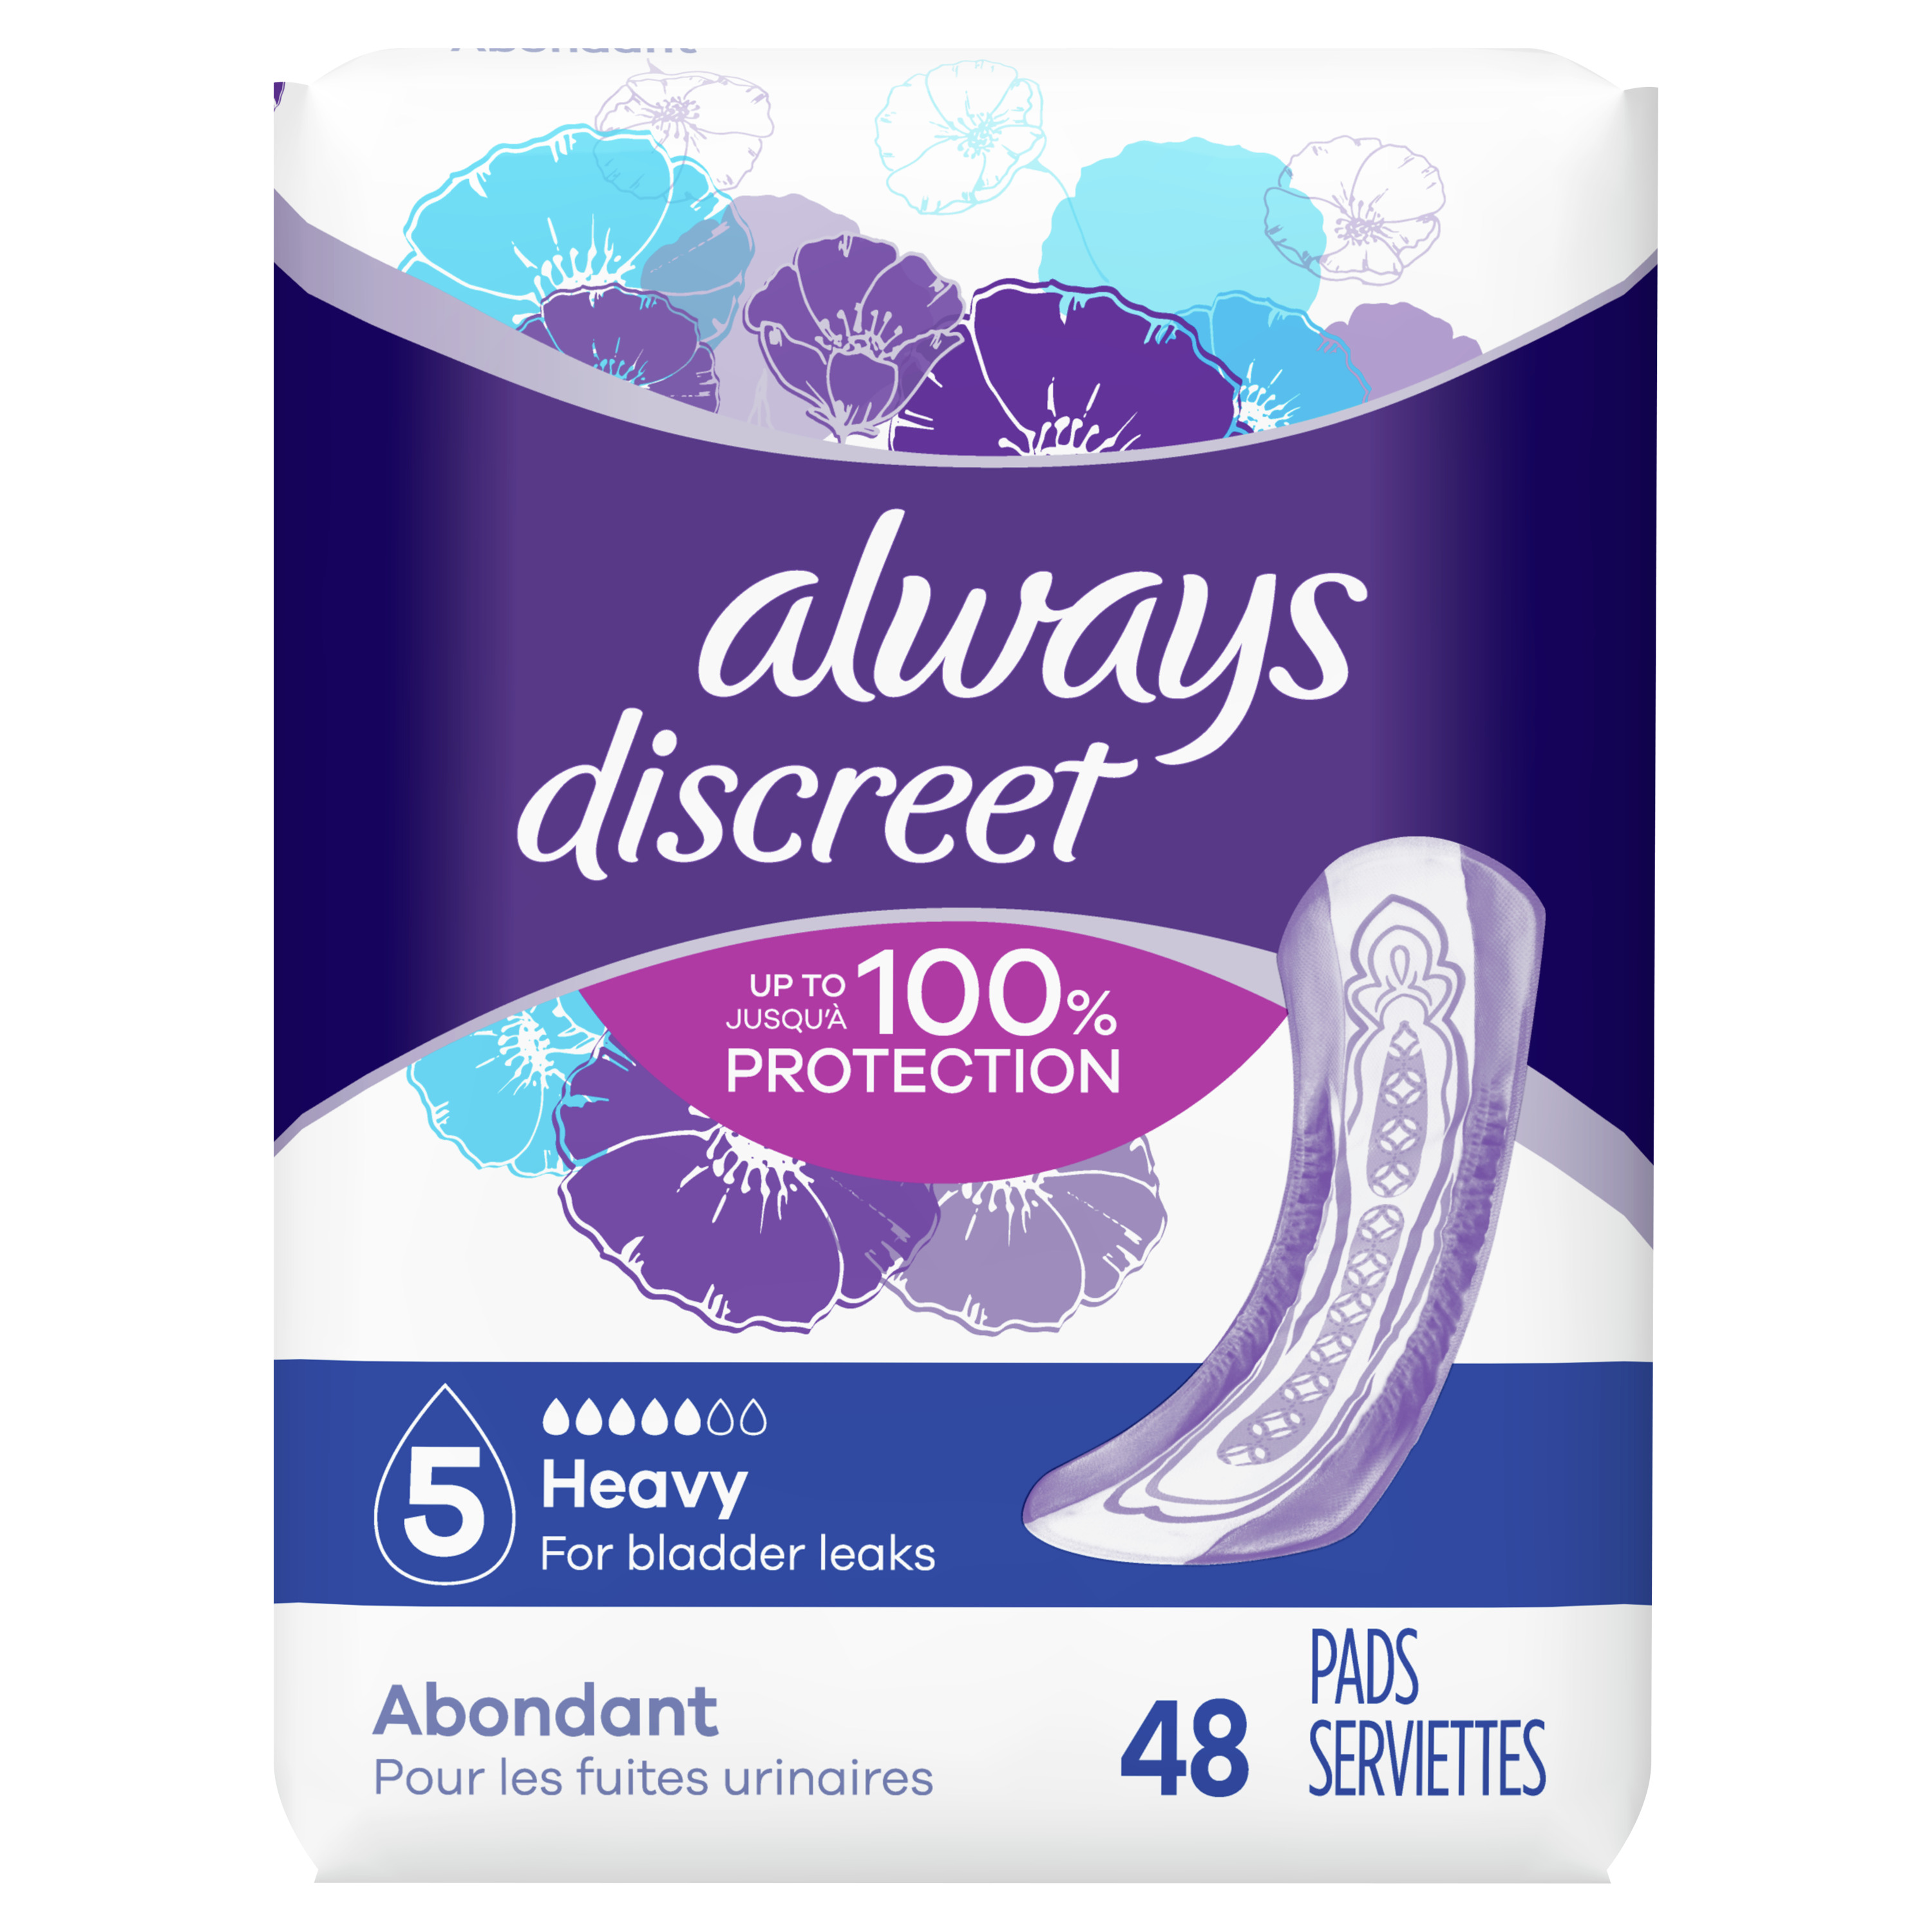 always
discreet
UP TO 100%
JUSQU'À
PROTECTION
5
Heavy
For bladder leaks
Abondant
Pour les fuites urinaires
48
PADS
SERVIETTES